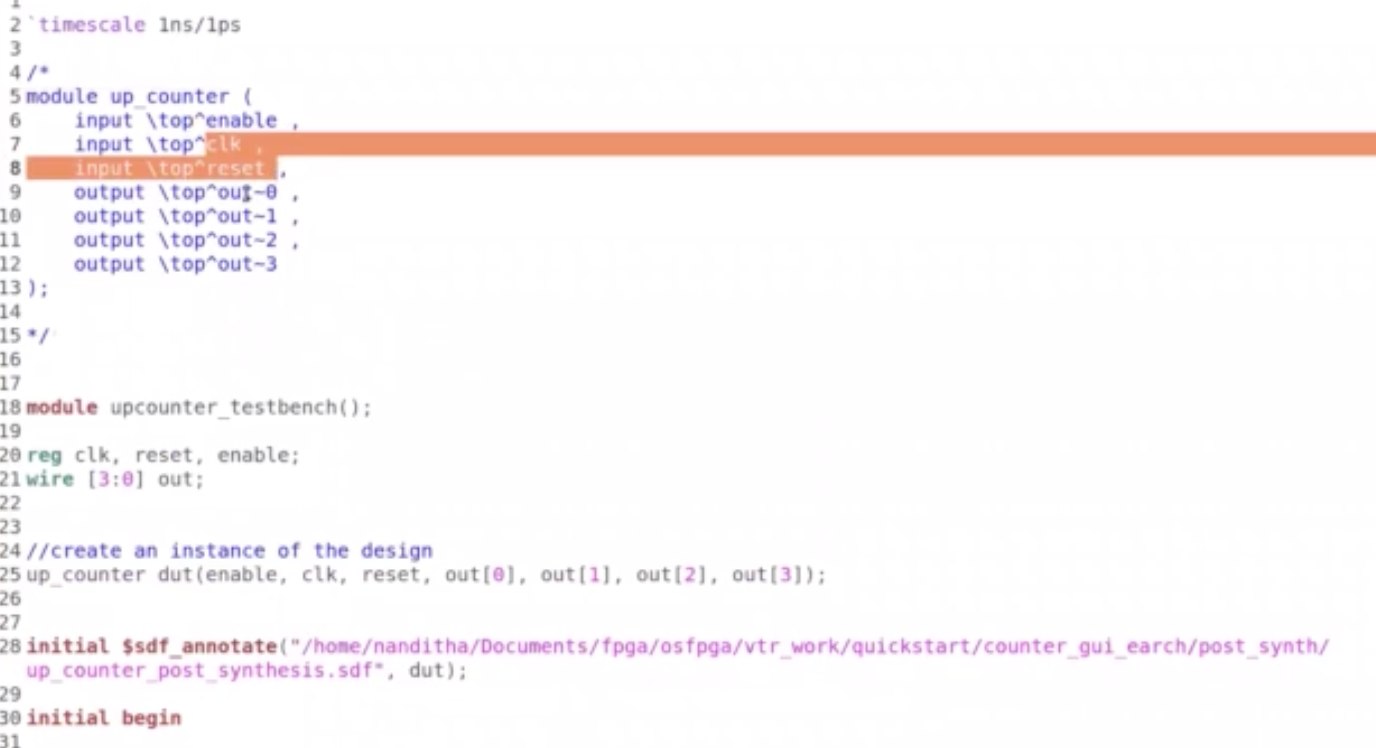 1
2 `timescale 1ns/1ps
3
4 /*
5 module up_counter (
6     input \top^enable ,
7     input \top^clk ,
8     input \top^reset ,
9     output \top^out~0 ,
10     output \top^out~1 ,
11     output \top^out~2 ,
12     output \top^out~3
13 );
14
15 */
16
17
18 module upcounter_testbench();
19
20 reg clk, reset, enable;
21 wire [3:0] out;
22
23
24 //create an instance of the design
25 up_counter dut(enable, clk, reset, out[0], out[1], out[2], out[3]);
26
27
28 initial $sdf_annotate("/home/nanditha/Documents/fpga/osfpga/vtr_work/quickstart/counter_gui_earch/post_synth/
up_counter_post_synthesis.sdf", dut);
29
30 initial begin
31